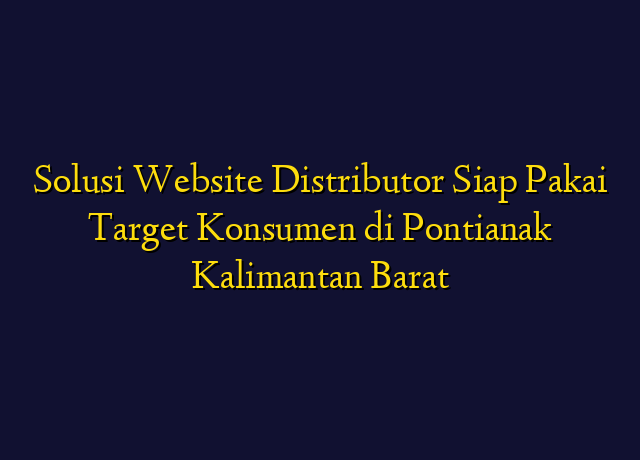 Solusi Website Distributor Siap Pakai
Target Konsumen di Pontianak
Kalimantan Barat